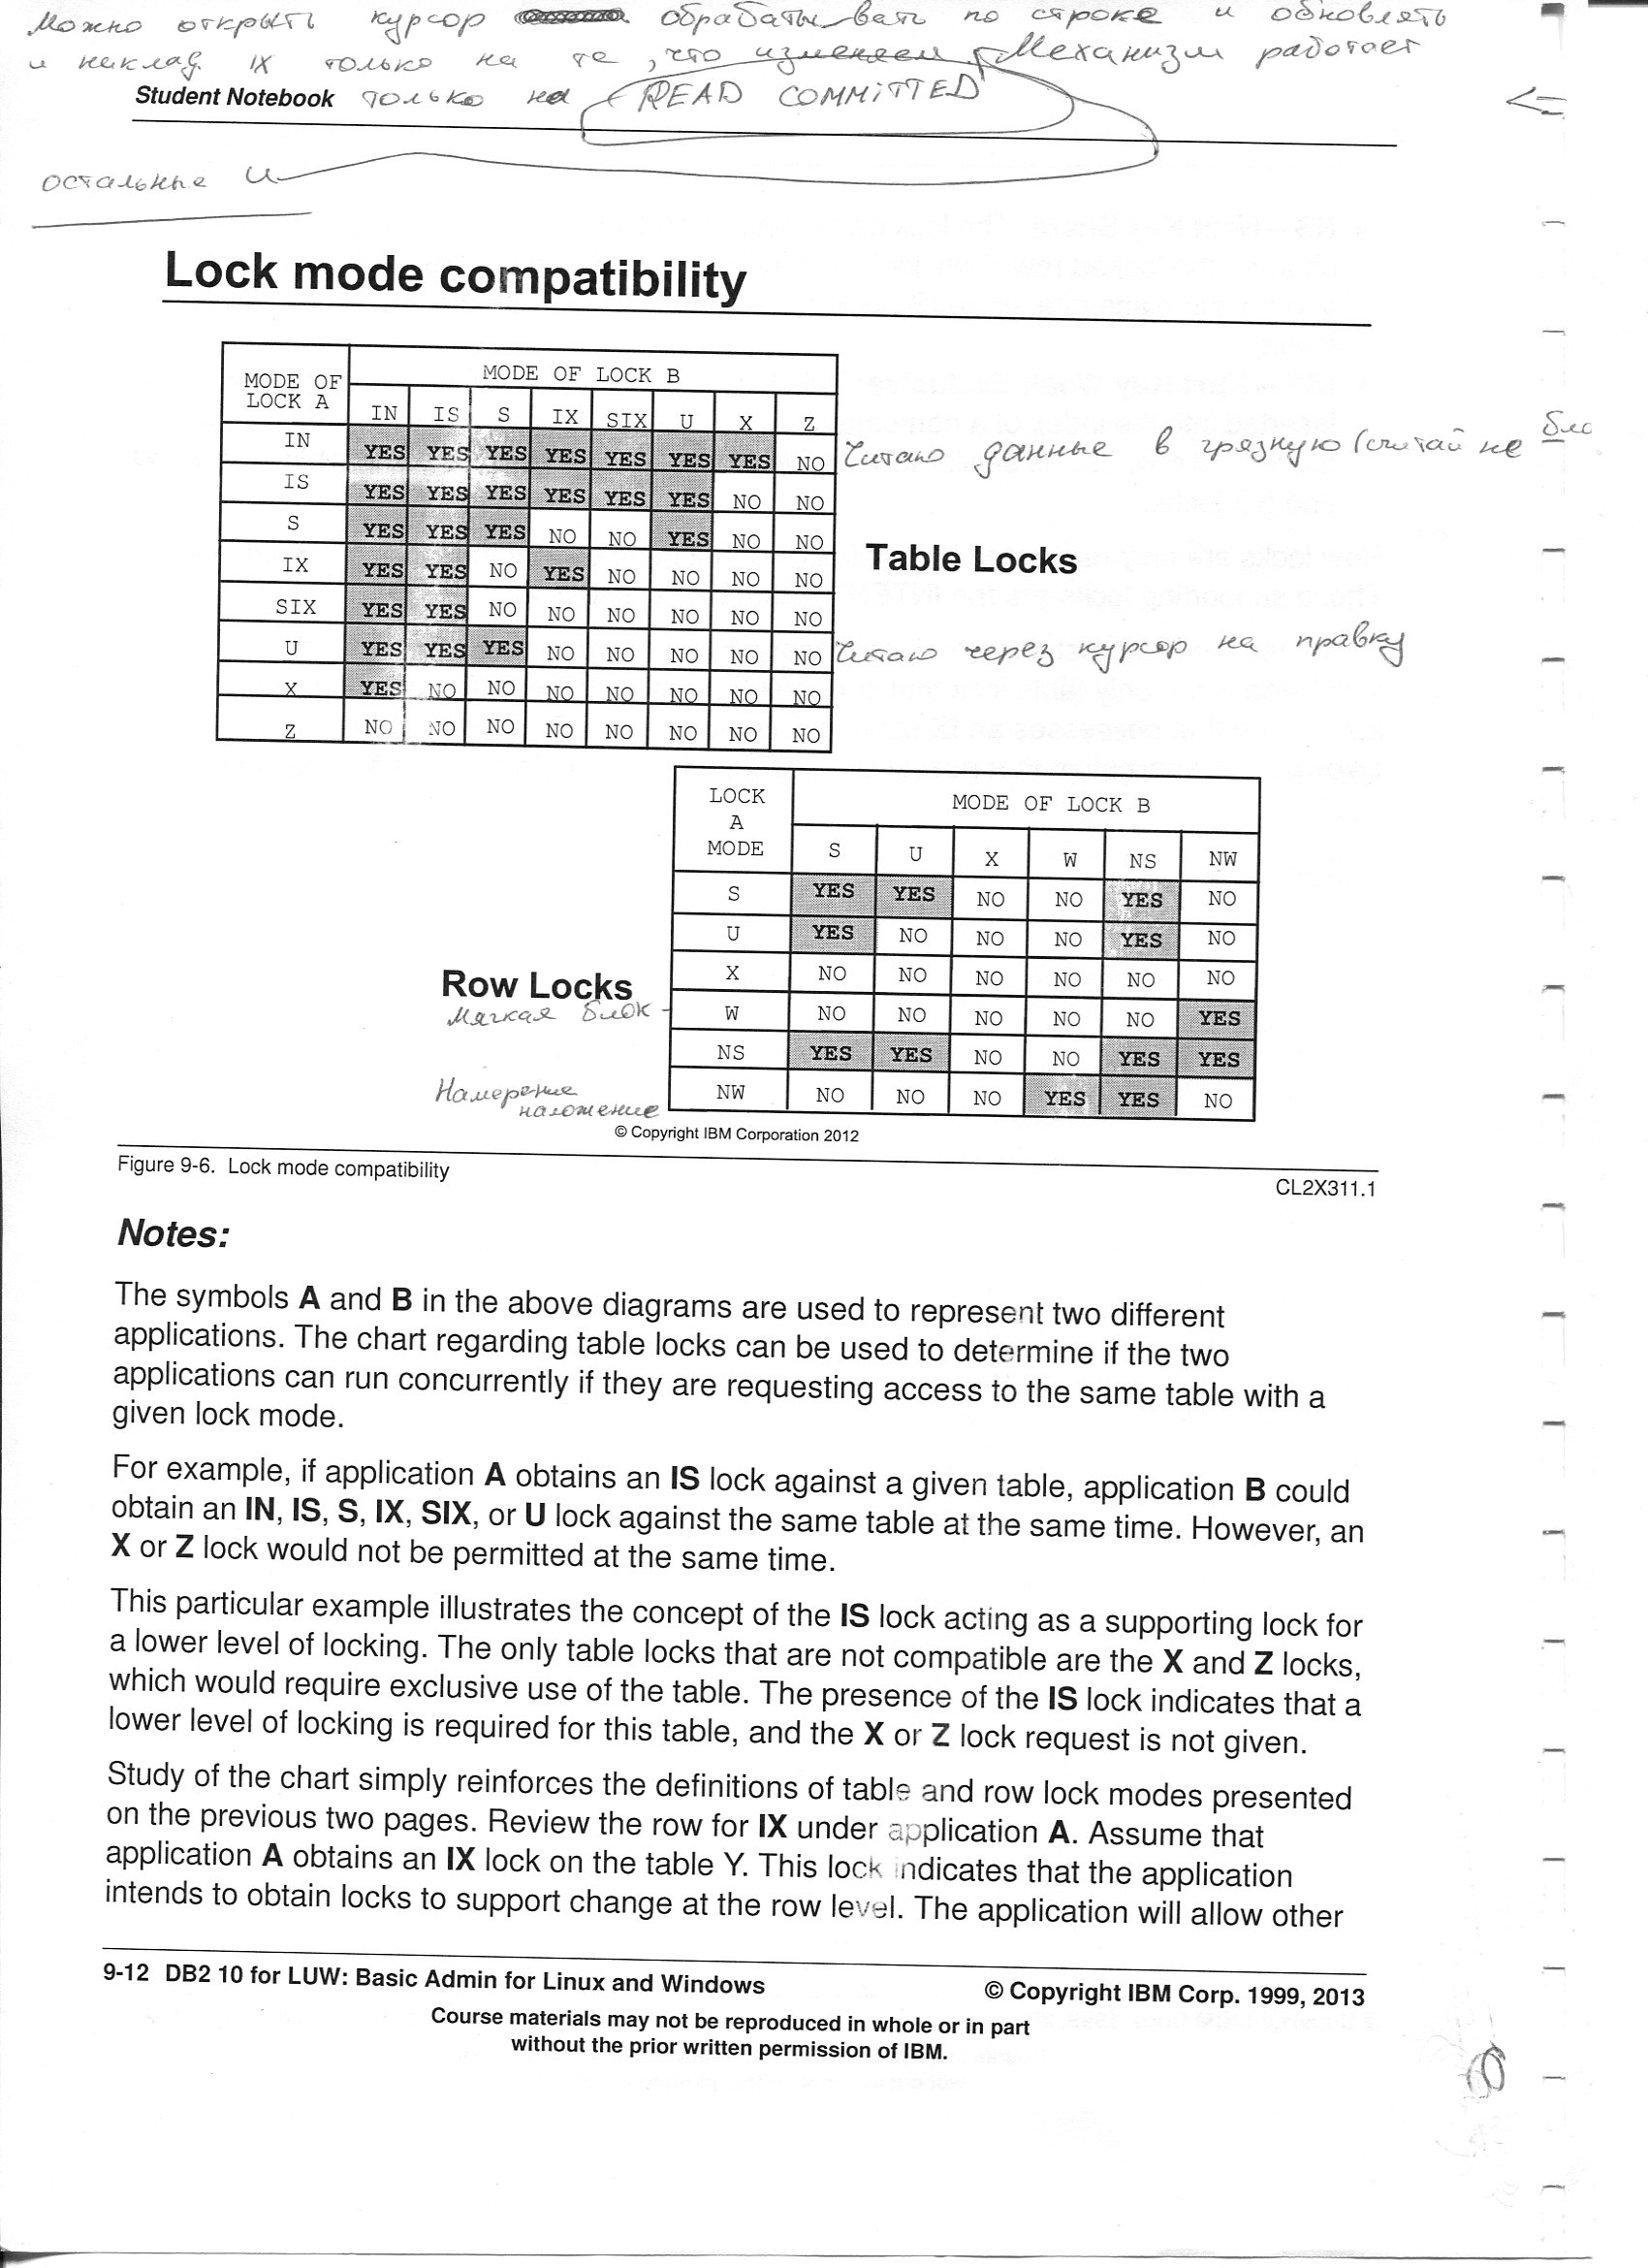 Можно открыть курсор обрабатывать по строке и обновлять
и наклад. IX только на те, что изменяем. Механизм работает
Student Notebook только на READ COMMITTED
остальные и
Lock mode compatibility
MODE OF LOCK A MODE OF LOCK B
IN IS S IX SIX U X Z
IN YES YES YES YES YES YES YES NO Читаю данные в грязную (считай не бло
IS YES YES YES YES YES YES NO NO
S YES YES YES NO NO YES NO NO
Table Locks
IX YES YES NO YES NO NO NO NO
SIX YES YES NO NO NO NO NO NO
U YES YES YES NO NO NO NO NO Читаю через курсор на правку
X YES NO NO NO NO NO NO NO
Z NO NO NO NO NO NO NO NO
LOCK A MODE MODE OF LOCK B
S U X W NS NW
S YES YES NO NO YES NO
U YES NO NO NO YES NO
Row Locks
X NO NO NO NO NO NO
Мягкая блок - W NO NO NO NO NO YES
NS YES YES NO NO YES YES
Намерение
наложение
NW NO NO NO YES YES NO
© Copyright IBM Corporation 2012
Figure 9-6. Lock mode compatibility
CL2X311.1
Notes:
The symbols A and B in the above diagrams are used to represent two different
applications. The chart regarding table locks can be used to determine if the two
applications can run concurrently if they are requesting access to the same table with a
given lock mode.
For example, if application A obtains an IS lock against a given table, application B could
obtain an IN, IS, S, IX, SIX, or U lock against the same table at the same time. However, an
X or Z lock would not be permitted at the same time.
This particular example illustrates the concept of the IS lock acting as a supporting lock for
a lower level of locking. The only table locks that are not compatible are the X and Z locks,
which would require exclusive use of the table. The presence of the IS lock indicates that a
lower level of locking is required for this table, and the X or Z lock request is not given.
Study of the chart simply reinforces the definitions of table and row lock modes presented
on the previous two pages. Review the row for IX under application A. Assume that
application A obtains an IX lock on the table Y. This lock indicates that the application
intends to obtain locks to support change at the row level. The application will allow other
9-12 DB2 10 for LUW: Basic Admin for Linux and Windows
© Copyright IBM Corp. 1999, 2013
Course materials may not be reproduced in whole or in part
without the prior written permission of IBM.